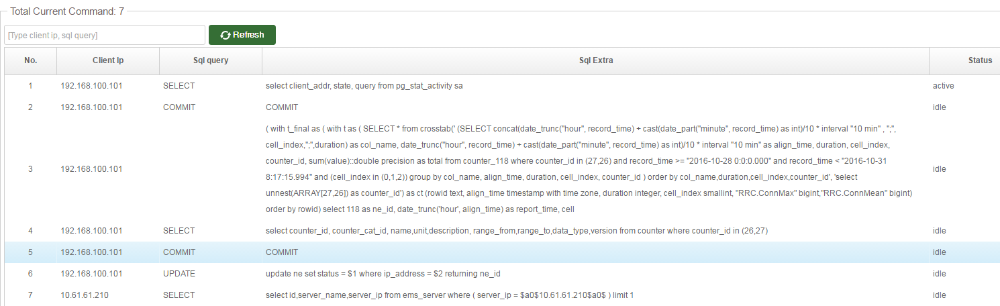 Total Current Command: 7
[Type client ip, sql query] Refresh
No. Client Ip Sql query Sql Extra Status
1 192.168.100.101 SELECT select client_addr, state, query from pg_stat_activity sa active
2 192.168.100.101 COMMIT COMMIT idle
( with t_final as ( with t as ( SELECT * from crosstab(' (SELECT concat(date_trunc("hour", record_time) + cast(date_part("minute", record_time) as int)/10 * interval "10 min" , ";",
cell_index,";",duration) as col_name, date_trunc("hour", record_time) + cast(date_part("minute", record_time) as int)/10 * interval "10 min" as align_time, duration, cell_index,
counter_id, sum(value)::double precision as total from counter_118 where counter_id in (27,26) and record_time >= "2016-10-28 0:0:0.000" and record_time < "2016-10-31
3 192.168.100.101 8:17:15.994" and (cell_index in (0,1,2)) group by col_name, align_time, duration, cell_index, counter_id ) order by col_name,duration,cell_index,counter_id', 'select idle
unnest(ARRAY[27,26]) as counter_id') as ct (rowid text, align_time timestamp with time zone, duration integer, cell_index smallint, "RRC.ConnMax" bigint,"RRC.ConnMean" bigint)
order by rowid) select 118 as ne_id, date_trunc('hour', align_time) as report_time, cell
4 192.168.100.101 SELECT select counter_id, counter_cat_id, name,unit,description, range_from,range_to,data_type,version from counter where counter_id in (26,27) idle
5 192.168.100.101 COMMIT COMMIT idle
6 192.168.100.101 UPDATE update ne set status = $1 where ip_address = $2 returning ne_id idle
7 10.61.61.210 SELECT select id,server_name,server_ip from ems_server where ( server_ip = $a0$10.61.61.210$a0$ ) limit 1 idle